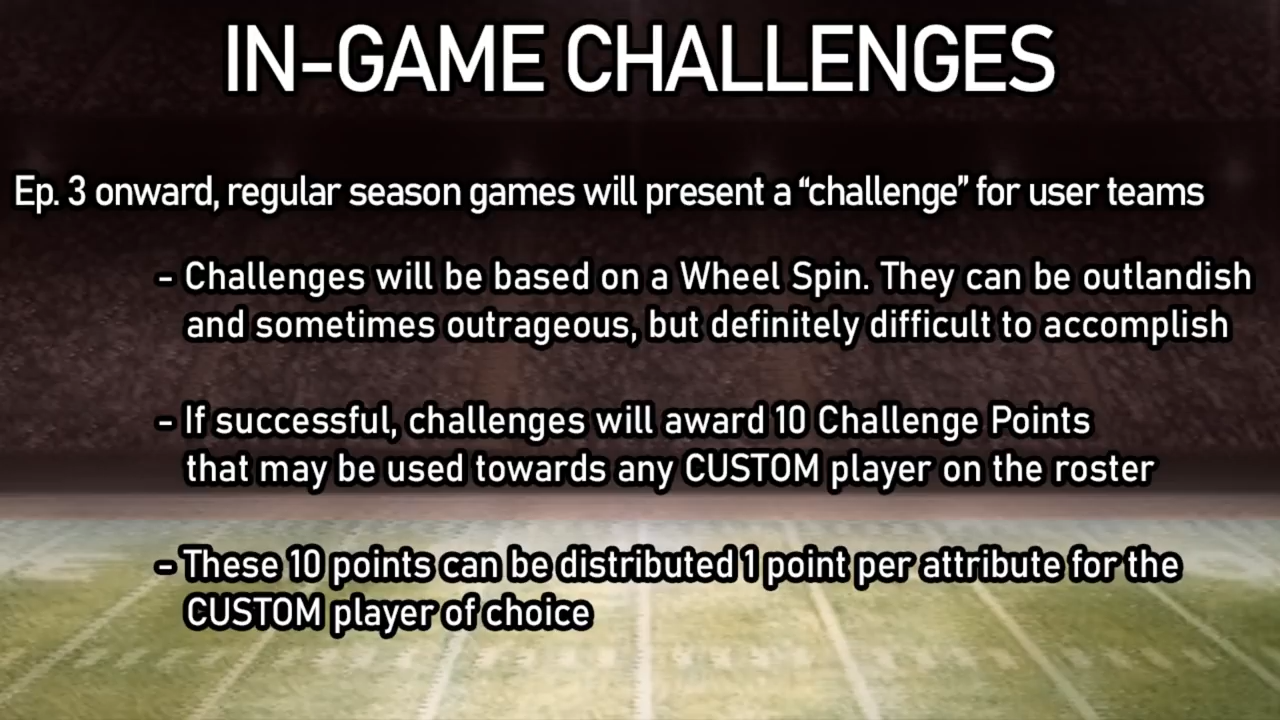 IN-GAME CHALLENGES
Ep. 3 onward, regular season games will present a “challenge” for user teams
- Challenges will be based on a Wheel Spin. They can be outlandish
and sometimes outrageous, but definitely difficult to accomplish
- If successful, challenges will award 10 Challenge Points
that may be used towards any CUSTOM player on the roster
- These 10 points can be distributed 1 point per attribute for the
CUSTOM player of choice